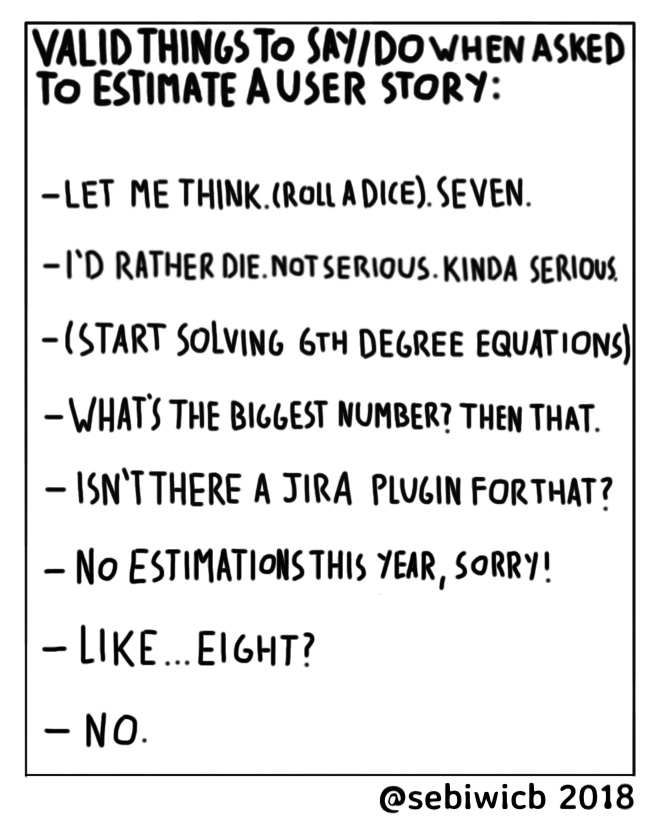 VALID THINGS TO SAY/DO WHEN ASKED
TO ESTIMATE A USER STORY:
- LET ME THINK. (ROLL A DICE). SEVEN.
- I'D RATHER DIE. NOT SERIOUS. KINDA SERIOUS.
- (START SOLVING 6TH DEGREE EQUATIONS)
- WHAT'S THE BIGGEST NUMBER? THEN THAT.
- ISN'T THERE A JIRA PLUGIN FOR THAT?
- NO ESTIMATIONS THIS YEAR, SORRY!
- LIKE... EIGHT?
- NO.
@sebiwicb 2018